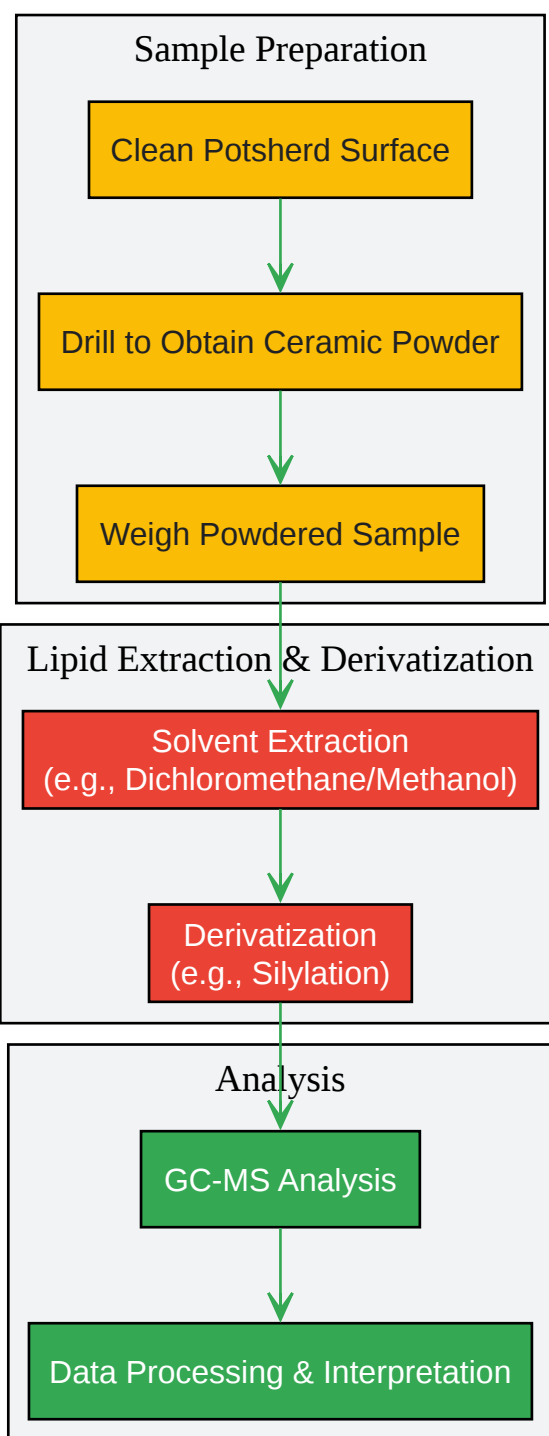 Sample Preparation
Clean Potsherd Surface
Drill to Obtain Ceramic Powder
Weigh Powdered Sample
Lipid Extraction & Derivatization
Solvent Extraction
(e.g., Dichloromethane/Methanol)
Derivatization
(e.g., Silylation)
Analysis
GC-MS Analysis
Data Processing & Interpretation